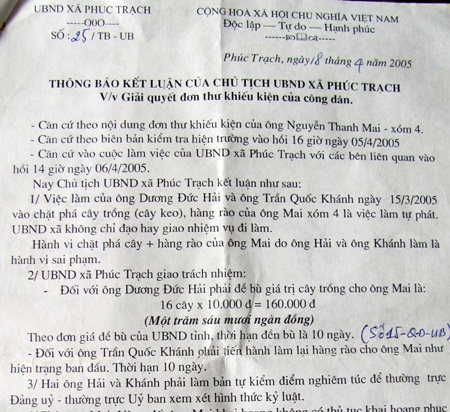 UBND XÃ PHÚC TRẠCH
CỘNG HOÀ XÃ HỘI CHỦ NGHĨA VIỆT NAM
-----OOO----
Độc lập – Tự do – Hạnh phúc
SỐ : 25 / TB - UB
Phúc Trạch, ngày 18 tháng 4 năm 2005
THÔNG BÁO KẾT LUẬN CỦA CHỦ TỊCH UBND XÃ PHÚC TRẠCH
V/v Giải quyết đơn thư khiếu kiện của công dân.
- Căn cứ theo nội dung đơn thư khiếu kiện của ông Nguyễn Thanh Mai - xóm 4.
- Căn cứ theo biên bản kiểm tra hiện trường vào hồi 16 giờ ngày 05/4/2005
- Căn cứ vào cuộc làm việc của UBND xã Phúc Trạch với các bên liên quan vào
hồi 14 giờ ngày 06/4/2005.
Nay Chủ tịch UBND xã Phúc Trạch kết luận như sau:
1/ Việc làm của ông Dương Đức Hải và ông Trần Quốc Khánh ngày 15/3/2005
vào chặt phá cây trồng (cây keo), hàng rào của ông Mai xóm 4 là việc làm tự phát.
UBND xã không chỉ đạo hay giao nhiệm vụ đi làm.
Hành vi chặt phá cây + hàng rào của ông Mai do ông Hải và ông Khánh làm là
hành vi sai phạm.
2/ UBND xã Phúc Trạch giao trách nhiệm:
- Đối với ông Dương Đức Hải phải đề bù giá trị cây trồng cho ông Mai là:
16 cây x 10.000 đ = 160.000 đ
(Một trăm sáu mươi ngàn đồng)
Theo đơn giá đề bù của UBND tỉnh, thời hạn đền bù là 10 ngày. (Số 15-QĐ-UB)
- Đối với ông Trần Quốc Khánh phải tiến hành làm lại hàng rào cho ông Mai như
hiện trạng ban đầu. Thời hạn 10 ngày.
3/ Hai ông Hải và Khánh phải làm bản tự kiểm điểm nghiêm túc để thường trực
Đảng uỷ - thường trực Uỷ ban xem xét hình thức kỷ luật.